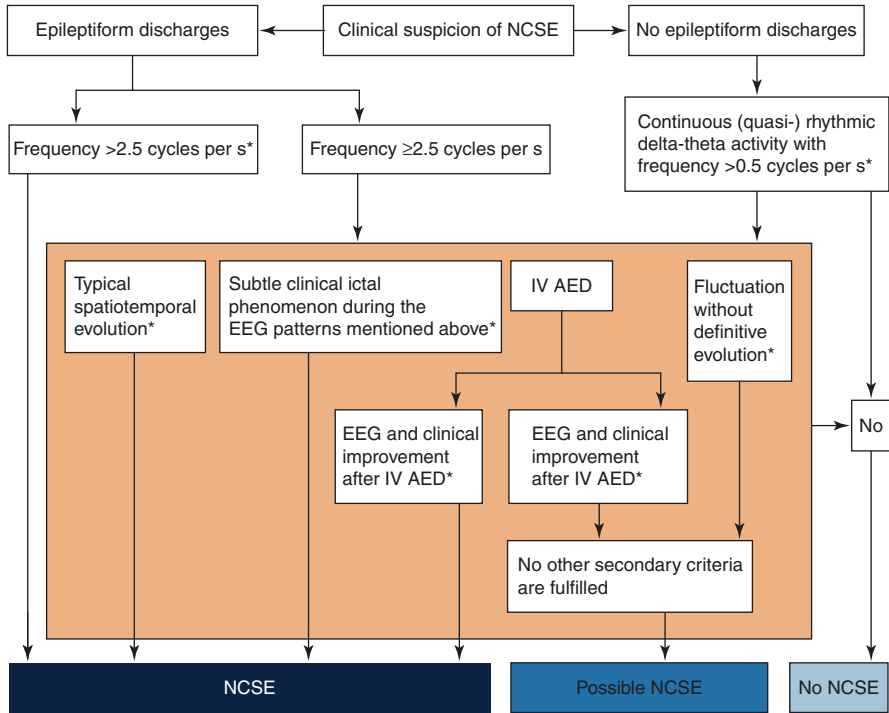 Epileptiform discharges
Clinical suspicion of NCSE
No epileptiform discharges
Frequency >2.5 cycles per s*
Frequency ≥2.5 cycles per s
Continuous (quasi-) rhythmic
delta-theta activity with
frequency >0.5 cycles per s*
Typical
spatiotemporal
evolution*
Subtle clinical ictal
phenomenon during the
EEG patterns mentioned above*
IV AED
Fluctuation
without
definitive
evolution*
No
EEG and clinical
improvement
after IV AED*
EEG and clinical
improvement
after IV AED*
No other secondary criteria
are fulfilled
NCSE
Possible NCSE
No NCSE